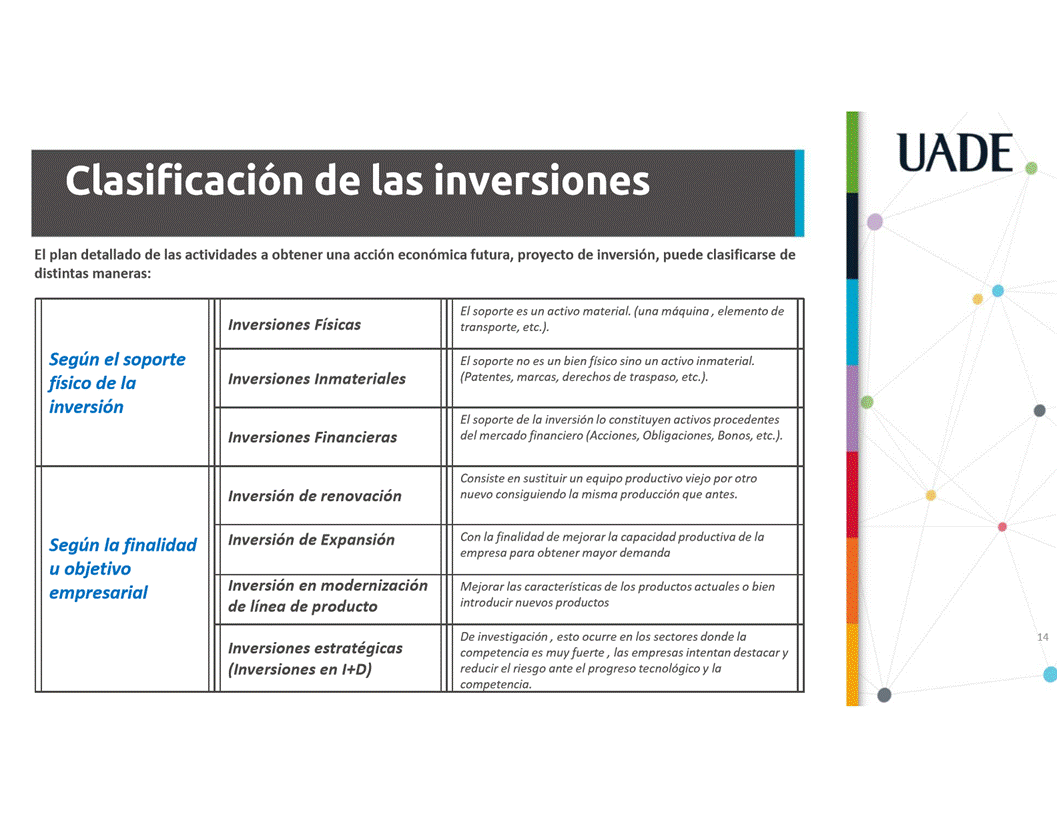 UADE
Clasificación de las inversiones
El plan detallado de las actividades a obtener una acción económica futura, proyecto de inversión, puede clasificarse de
distintas maneras:
Según el soporte
físico de la
inversión
Inversiones Físicas
El soporte es un activo material. (una máquina , elemento de
transporte, etc.).
Inversiones Inmateriales
El soporte no es un bien físico sino un activo inmaterial.
(Patentes, marcas, derechos de traspaso, etc.).
Inversiones Financieras
El soporte de la inversión lo constituyen activos procedentes
del mercado financiero (Acciones, Obligaciones, Bonos, etc.).
Según la finalidad
u objetivo
empresarial
Inversión de renovación
Consiste en sustituir un equipo productivo viejo por otro
nuevo consiguiendo la misma producción que antes.
Inversión de Expansión
Con la finalidad de mejorar la capacidad productiva de la
empresa para obtener mayor demanda
Inversión en modernización
de línea de producto
Mejorar las características de los productos actuales o bien
introducir nuevos productos
Inversiones estratégicas
(Inversiones en I+D)
De investigación , esto ocurre en los sectores donde la
competencia es muy fuerte , las empresas intentan destacar y
reducir el riesgo ante el progreso tecnológico y la
competencia.
14